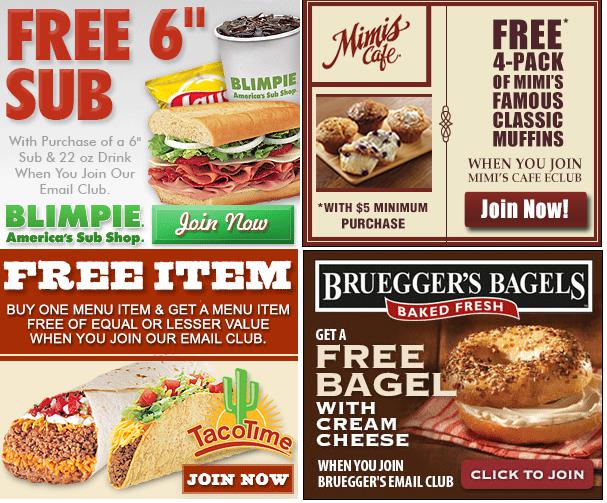 FREE 6"
SUB
With Purchase of a 6"
Sub & 22 oz Drink
When You Join Our
Email Club.
BLIMPIE
America's Sub Shop.
Lay's
BLIMPIE.
America's Sub Shop.
Join Now
Mimi's
Cafe
FREE*
4-PACK
OF MIMI'S
FAMOUS
CLASSIC
MUFFINS
WHEN YOU JOIN
MIMI'S CAFE ECLUB
*WITH $5 MINIMUM
PURCHASE
Join Now!
FREE ITEM
BUY ONE MENU ITEM & GET A MENU ITEM
FREE OF EQUAL OR LESSER VALUE
WHEN YOU JOIN OUR EMAIL CLUB.
TacoTime
JOIN NOW
BRUEGGER'S BAGELS
BAKED FRESH
GET A
FREE
BAGEL
WITH
CREAM
CHEESE
WHEN YOU JOIN
BRUEGGER'S EMAIL CLUB
CLICK TO JOIN